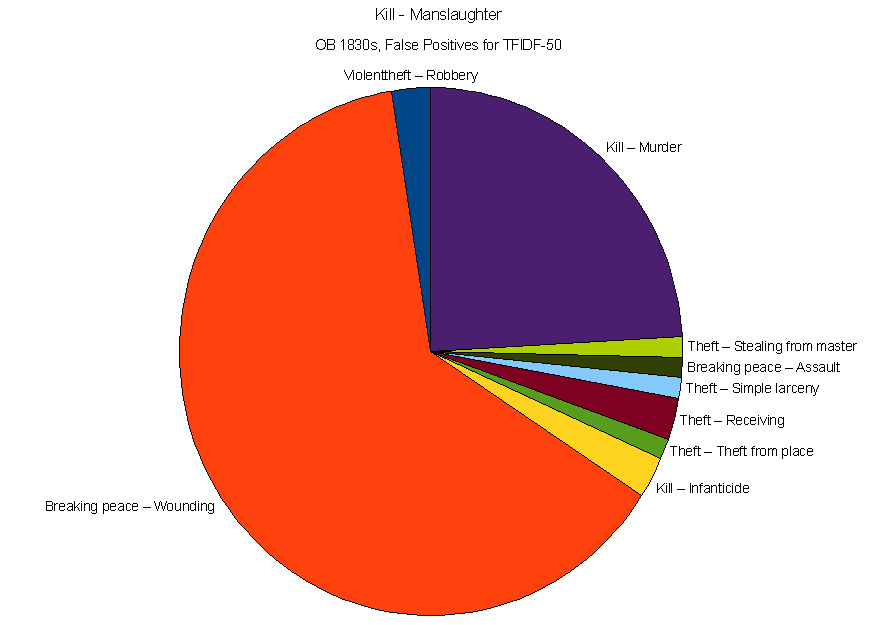 Kill - Manslaughter
OB 1830s, False Positives for TFIDF-50
Violenttheft – Robbery
Kill – Murder
Theft – Stealing from master
Breaking peace – Assault
Theft – Simple larceny
Theft – Receiving
Theft – Theft from place
Kill – Infanticide
Breaking peace – Wounding